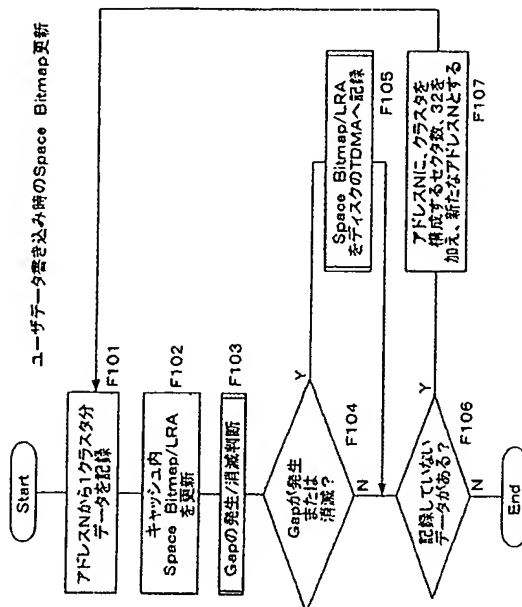 ユーザデータ書き込み時のSpace Bitmap更新
Start
アドレスNから1クラスタ分
データを記録
F101
キャッシュ内
Space Bitmap/LRA
を更新
F102
Gapの発生/消滅判断
F103
Gapが発生
または
消滅?
F104
Y
N
Space Bitmap/LRA
をディスクのTDMAへ記録
F105
記録していない
データがある?
F106
Y
N
アドレスNに、クラスタを
構成するセクタ数、32を
加え、新たなアドレスNとする
F107
End